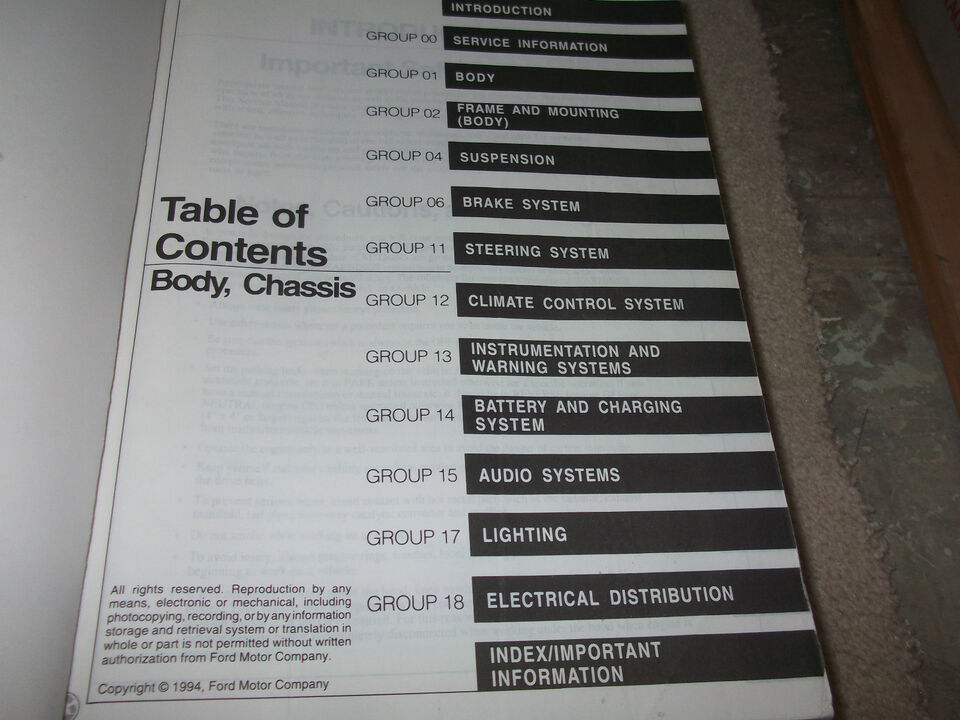 INTRODUCTION
GROUP 00 SERVICE INFORMATION
GROUP 01 BODY
GROUP 02 FRAME AND MOUNTING
(BODY)
GROUP 04 SUSPENSION
GROUP 06 BRAKE SYSTEM
GROUP 11 STEERING SYSTEM
GROUP 12 CLIMATE CONTROL SYSTEM
GROUP 13 INSTRUMENTATION AND
WARNING SYSTEMS
GROUP 14 BATTERY AND CHARGING
SYSTEM
GROUP 15 AUDIO SYSTEMS
GROUP 17 LIGHTING
GROUP 18 ELECTRICAL DISTRIBUTION
INDEX/IMPORTANT
INFORMATION
Table of
Contents
Body, Chassis
All rights reserved. Reproduction by any
means, electronic or mechanical, including
photocopying, recording, or by any information
storage and retrieval system or translation in
whole or part is not permitted without written
authorization from Ford Motor Company.
Copyright © 1994, Ford Motor Company